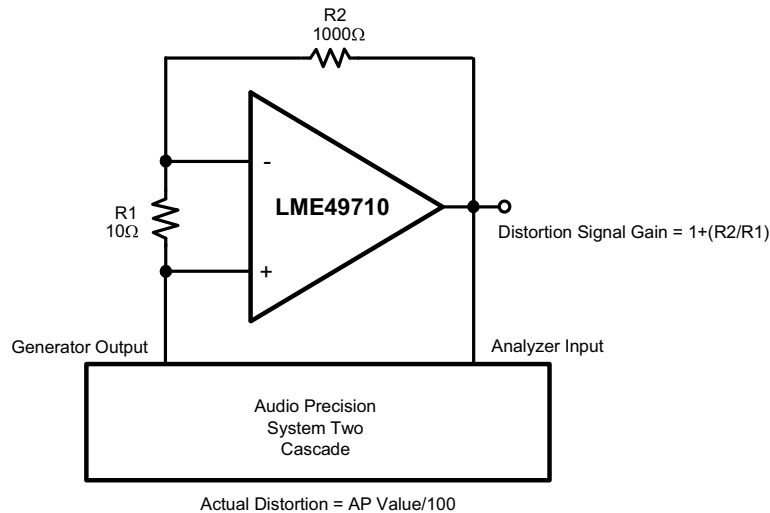 R2
1000Ω
-
LME49710
R1
10Ω
+
Distortion Signal Gain = 1+(R2/R1)
Generator Output
Analyzer Input
Audio Precision
System Two
Cascade
Actual Distortion = AP Value/100